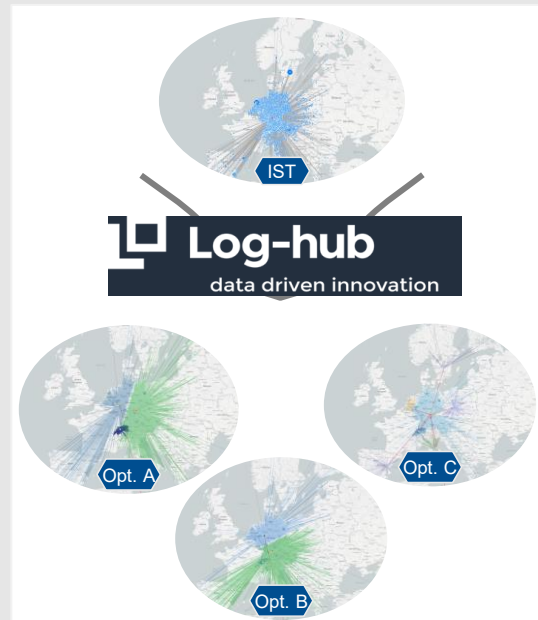 IST
Log-hub
data driven innovation
Opt. A
Opt. C
Opt. B